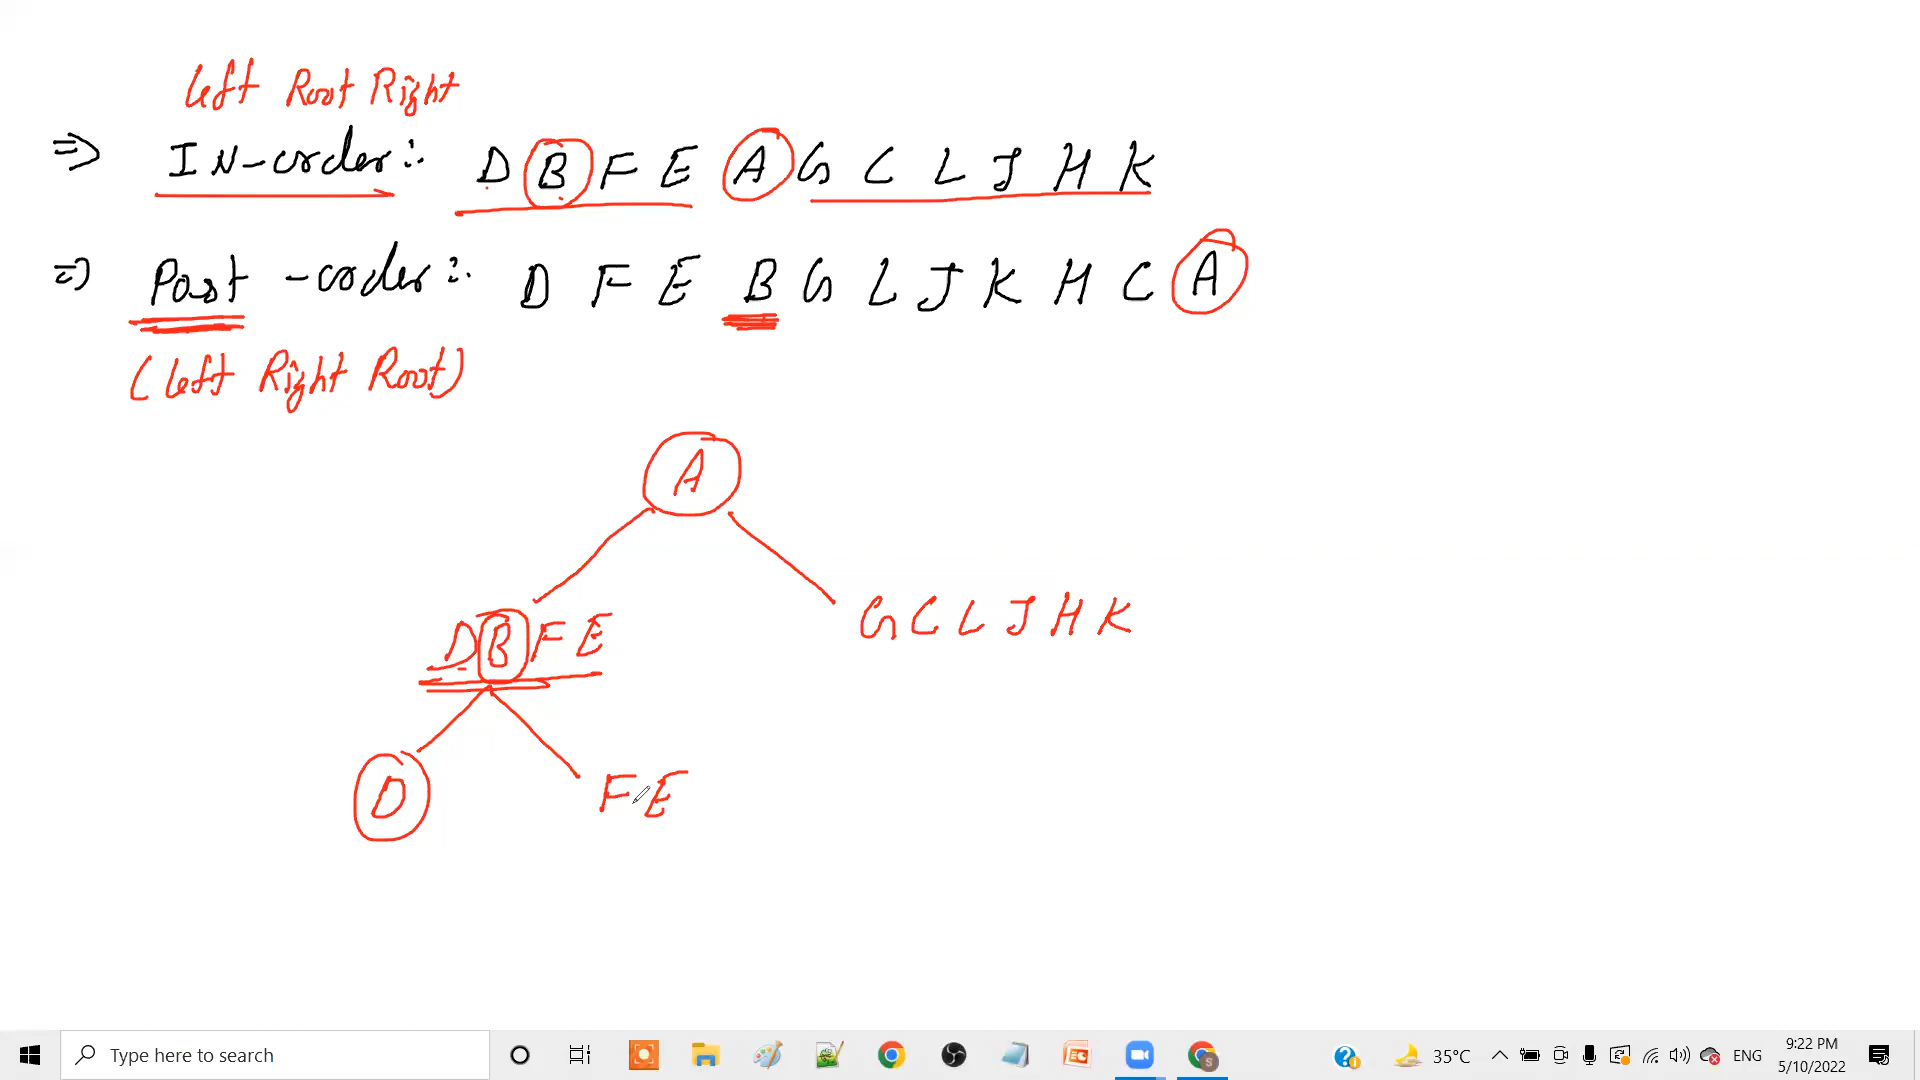 Left Root Right
=> IN-order:- D B F E A G C L J H K
=> Post-order:- D F E B G L J K H C A
(Left Right Root)
A
D B F E G C L J H K
D F E
Type here to search
S
35°C ENG 9:22 PM
5/10/2022